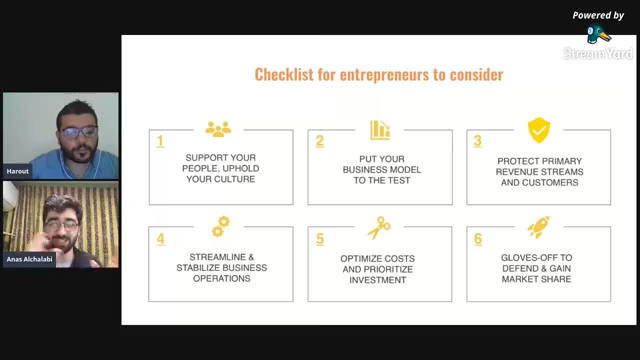 Powered by
StreamYard
Checklist for entrepreneurs to consider
1
SUPPORT YOUR
PEOPLE, UPHOLD
YOUR CULTURE
2
PUT YOUR
BUSINESS MODEL
TO THE TEST
3
PROTECT PRIMARY
REVENUE STREAMS
AND CUSTOMERS
Harout
4
STREAMLINE &
STABILIZE BUSINESS
OPERATIONS
5
OPTIMIZE COSTS
AND PRIORITIZE
INVESTMENT
6
GLOVES-OFF TO
DEFEND & GAIN
MARKET SHARE
Anas Alchalabi